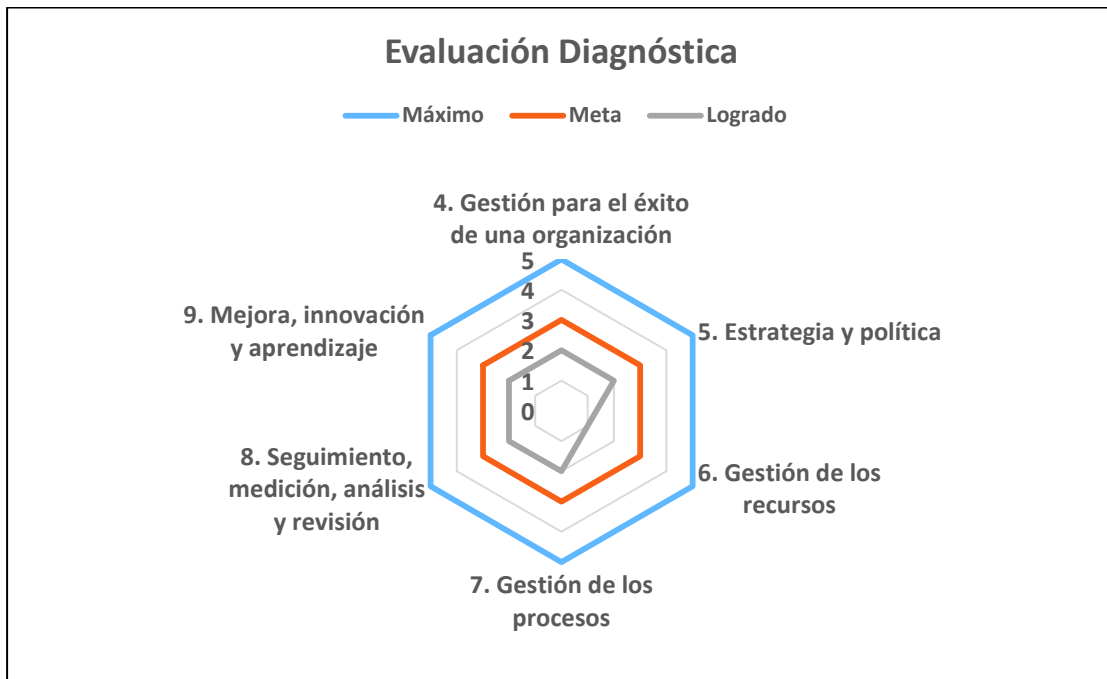 Evaluación Diagnóstica
Máximo Meta Logrado
4. Gestión para el éxito
de una organización
5
4
3
2
1
0
5. Estrategia y política
6. Gestión de los
recursos
7. Gestión de los
procesos
8. Seguimiento,
medición, análisis
y revisión
9. Mejora, innovación
y aprendizaje